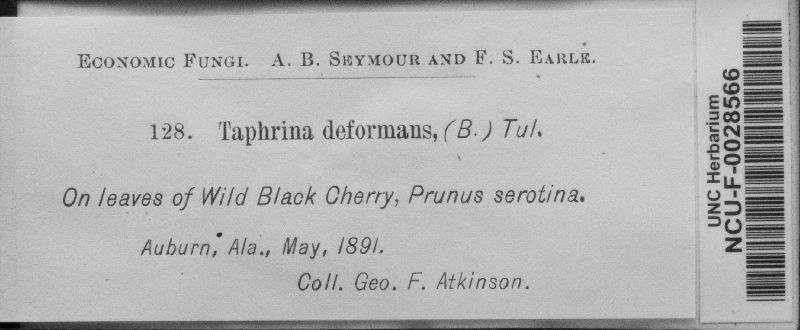 Economic Fungi. A. B. Seymour and F. S. Earle.
128. Taphrina deformans, (B.) Tul.
On leaves of Wild Black Cherry, Prunus serotina.
Auburn, Ala., May, 1891.
Coll. Geo. F. Atkinson.
UNC Herbarium
NCU-F-0028566